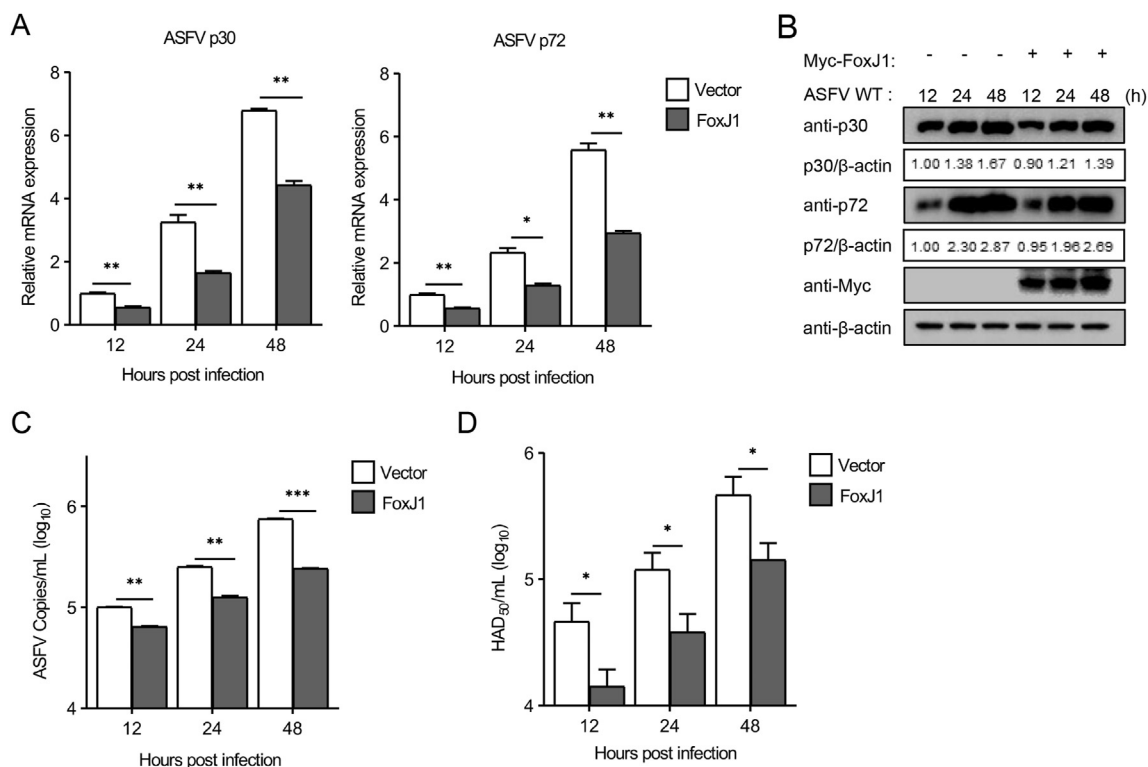 A
ASFV p30
Relative mRNA expression
8
6
4
2
0
**
**
**
12
24
48
Hours post infection
ASFV p72
Relative mRNA expression
8
6
4
2
0
**
*
**
12
24
48
Hours post infection
Vector
FoxJ1
B
Myc-FoxJ1: - - - + + +
ASFV WT : 12 24 48 12 24 48 (h)
anti-p30
p30/β-actin 1.00 1.38 1.67 0.90 1.21 1.39
anti-p72
p72/β-actin 1.00 2.30 2.87 0.95 1.96 2.69
anti-Myc
anti-β-actin
C
ASFV Copies/mL (log₁₀)
6
5
4
**
**
***
12
24
48
Hours post infection
Vector
FoxJ1
D
HAD₅₀/mL (log₁₀)
6
5
4
*
*
*
12
24
48
Hours post infection
Vector
FoxJ1